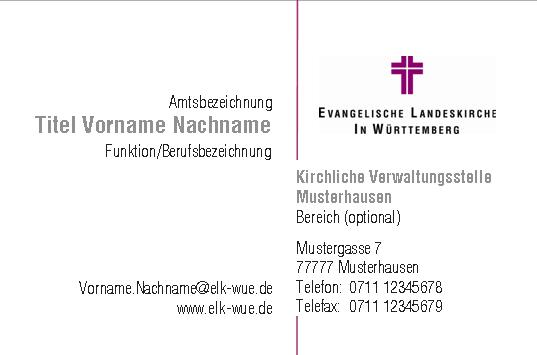 Amtsbezeichnung
Titel Vorname Nachname
Funktion/Berufsbezeichnung
Vorname.Nachname@elk-wue.de
www.elk-wue.de
EVANGELISCHE LANDESKIRCHE
IN WÜRTTEMBERG
Kirchliche Verwaltungsstelle
Musterhausen
Bereich (optional)
Mustergasse 7
77777 Musterhausen
Telefon: 0711 12345678
Telefax: 0711 12345679